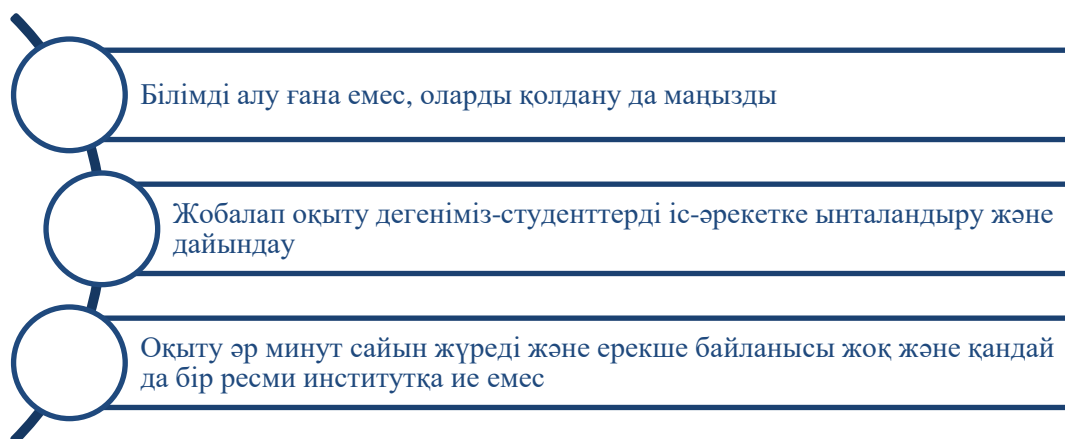 Білімді алу ғана емес, оларды қолдану да маңызды
Жобалап оқыту дегеніміз-студенттерді іс-әрекетке ынталандыру және
дайындау
Оқыту әр минут сайын жүреді және ерекше байланысы жоқ және қандай
да бір ресми институтқа ие емес